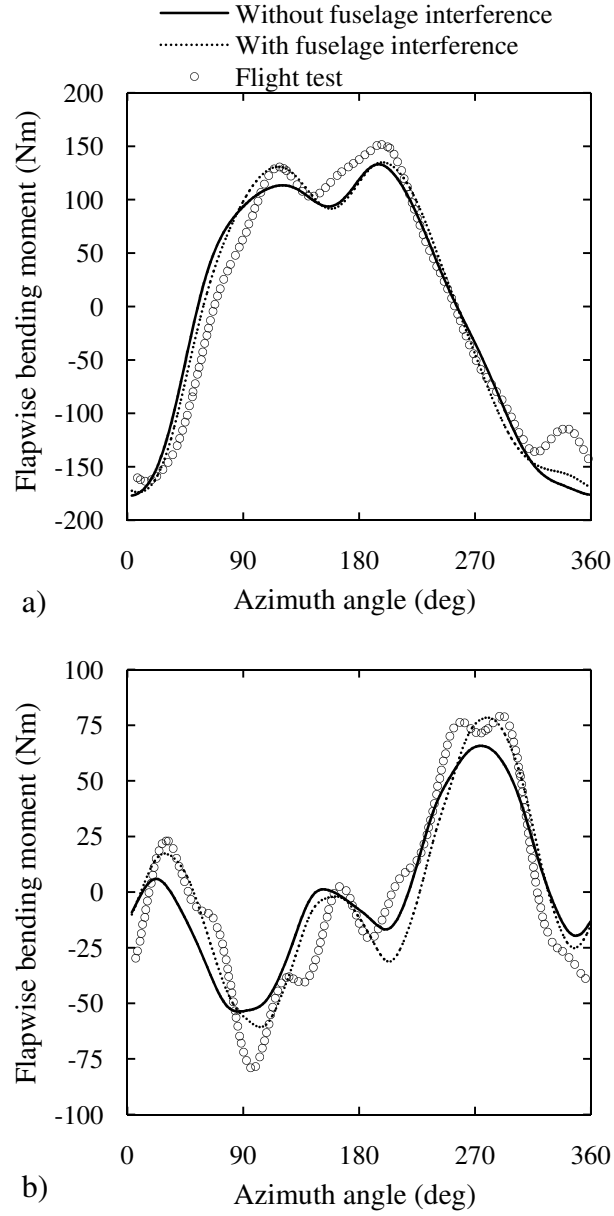 Without fuselage interference
With fuselage interference
Flight test
200
150
100
50
0
-50
-100
-150
-200
Flapwise bending moment (Nm)
0 90 180 270 360
Azimuth angle (deg)
a)
100
75
50
25
0
-25
-50
-75
-100
Flapwise bending moment (Nm)
0 90 180 270 360
Azimuth angle (deg)
b)